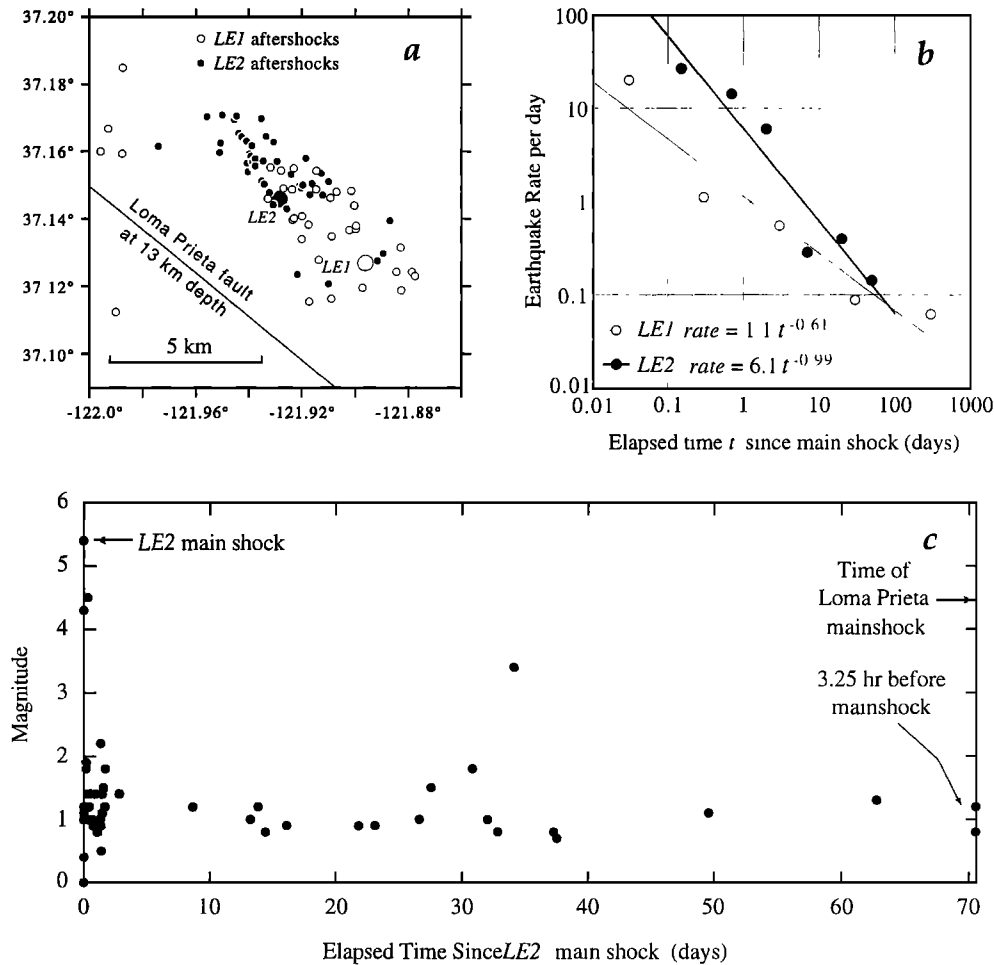 37.20°
37.18°
37.16°
37.14°
37.12°
37.10°
-122.0°
-121.96°
-121.92°
-121.88°
a
LE1 aftershocks
LE2 aftershocks
LE2
LE1
Loma Prieta fault
at 13 km depth
5 km
b
Earthquake Rate per day
100
10
1
0.1
0.01
LE1 rate = 1 1 t^-0 61
LE2 rate = 6.1 t^-0 99
0.01
0.1
1
10
100
1000
Elapsed time t since main shock (days)
c
Magnitude
6
5
4
3
2
1
0
LE2 main shock
Time of
Loma Prieta
mainshock
3.25 hr before
mainshock
0
10
20
30
40
50
60
70
Elapsed Time SinceLE2 main shock (days)